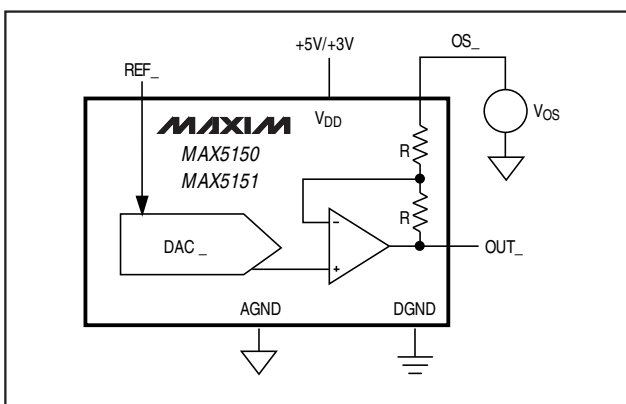 +5V/+3V
OS_
REF_
MAXIM
VDD
VOS
MAX5150
MAX5151
R
R
DAC _
-
+
OUT_
AGND
DGND